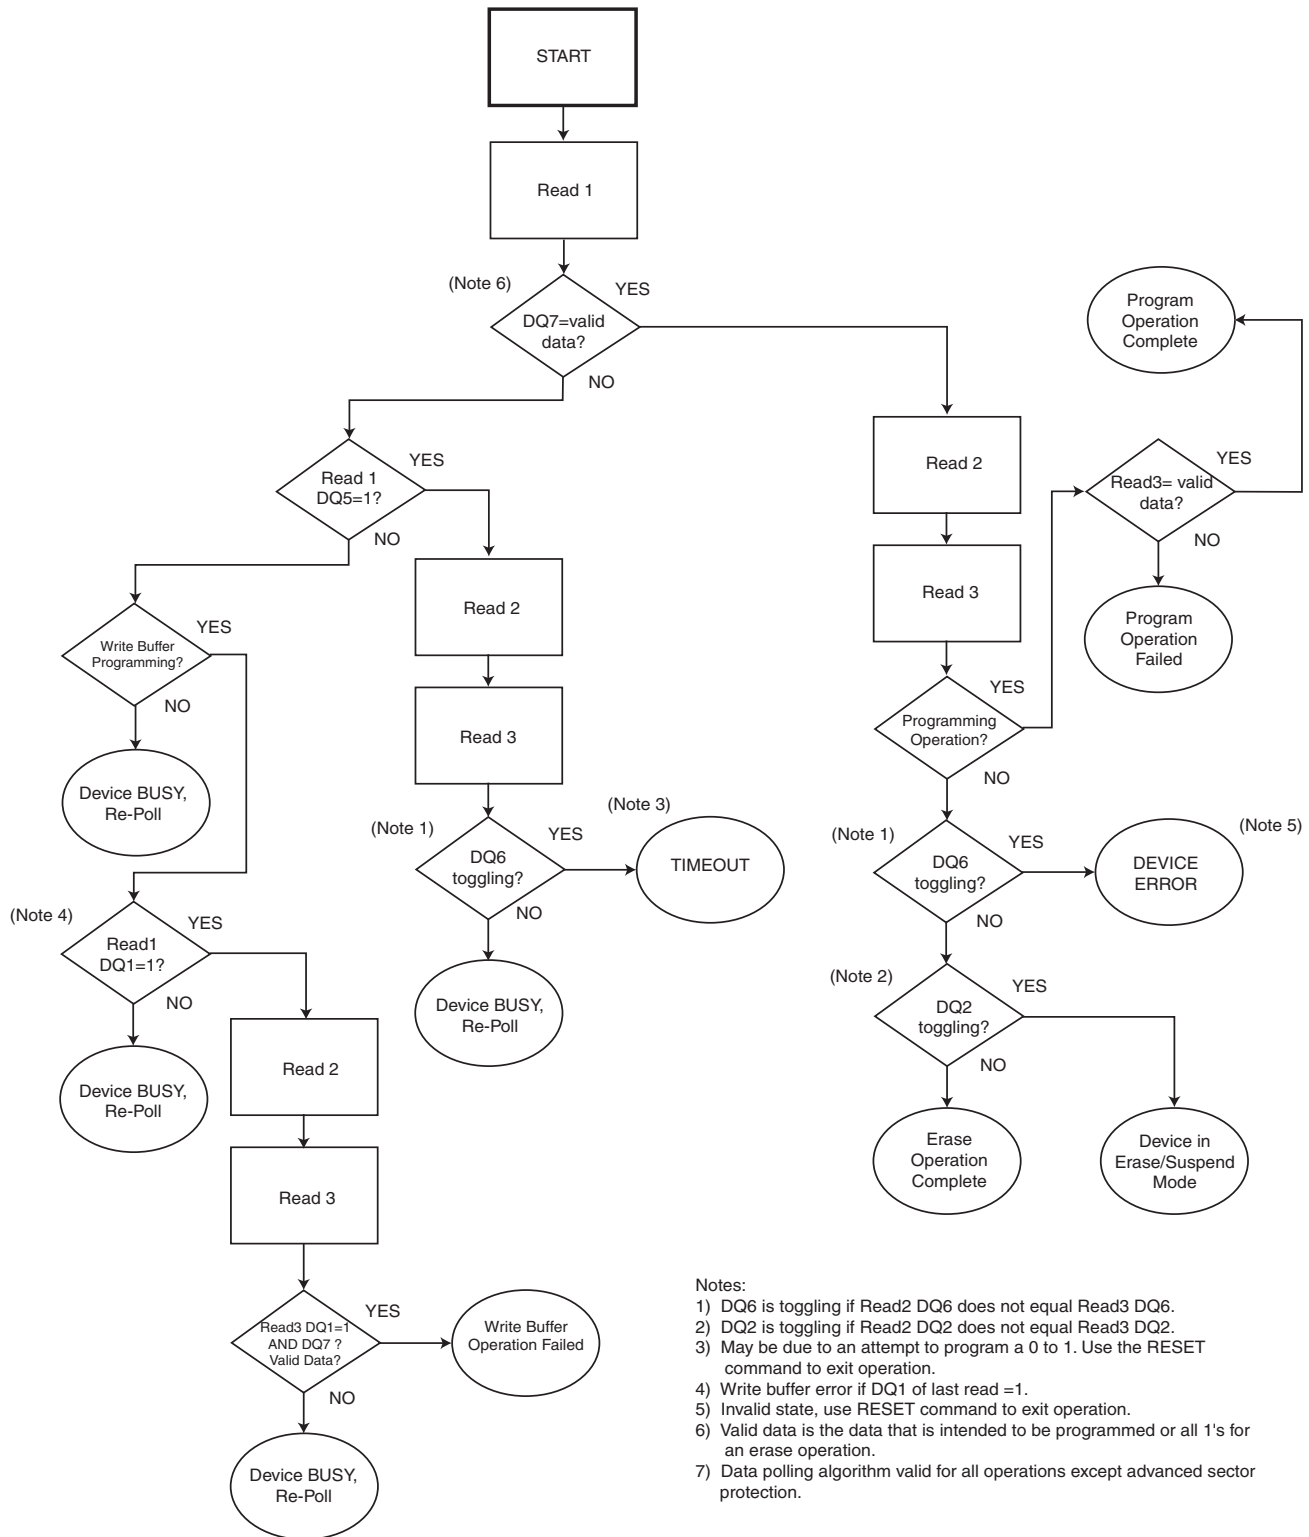 START
Read 1
(Note 6)
YES
DQ7=valid
data?
NO
Program
Operation
Complete
Read 1
DQ5=1?
YES
NO
Read 2
Read3= valid
data?
YES
NO
Read 2
Read 3
Program
Operation
Failed
Write Buffer
Programming?
YES
NO
Read 3
Programming
Operation?
YES
NO
Device BUSY,
Re-Poll
(Note 1)
DQ6
toggling?
YES
NO
(Note 3)
TIMEOUT
(Note 1)
DQ6
toggling?
YES
NO
DEVICE
ERROR
(Note 5)
(Note 4)
Read1
DQ1=1?
YES
NO
Device BUSY,
Re-Poll
(Note 2)
DQ2
toggling?
YES
NO
Read 2
Device BUSY,
Re-Poll
Erase
Operation
Complete
Device in
Erase/Suspend
Mode
Read 3
Read3 DQ1=1
AND DQ7 ?
Valid Data?
YES
NO
Write Buffer
Operation Failed
Device BUSY,
Re-Poll
Notes:
1) DQ6 is toggling if Read2 DQ6 does not equal Read3 DQ6.
2) DQ2 is toggling if Read2 DQ2 does not equal Read3 DQ2.
3) May be due to an attempt to program a 0 to 1. Use the RESET
command to exit operation.
4) Write buffer error if DQ1 of last read =1.
5) Invalid state, use RESET command to exit operation.
6) Valid data is the data that is intended to be programmed or all 1's for
an erase operation.
7) Data polling algorithm valid for all operations except advanced sector
protection.